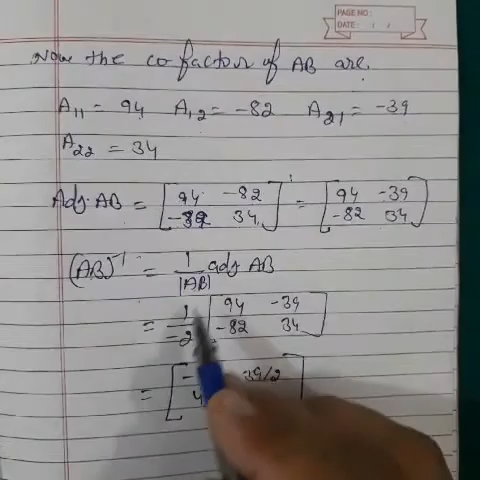 PAGE NO:
DATE: / /
Now the cofactor of AB are
A₁₁ = 94 A₁₂ = -82 A₂₁ = -39
A₂₂ = 34
Adj·AB = [94 -82; -39 34]' = [94 -39; -82 34]
(AB)⁻¹ = 1/|AB| adj AB
= 1/-2 [94 -39; -82 34]
= [- 39/2; 4